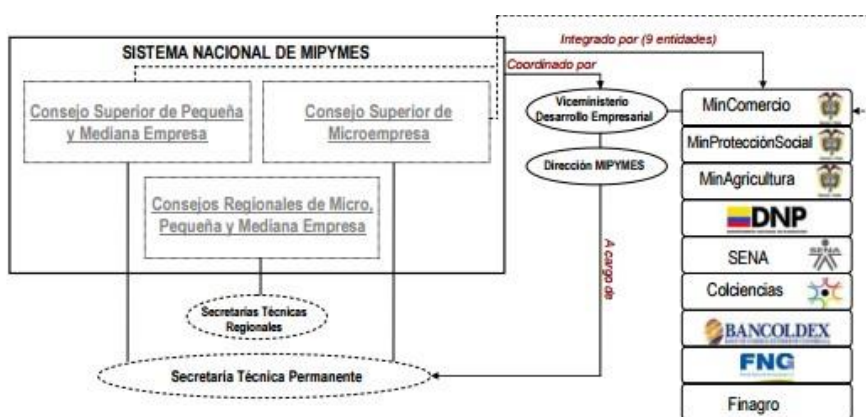 SISTEMA NACIONAL DE MIPYMES
Consejo Superior de Pequeña
y Mediana Empresa
Consejo Superior de
Microempresa
Consejos Regionales de Micro,
Pequeña y Mediana Empresa
Secretarías Técnicas
Regionales
Secretaría Técnica Permanente
Integrado por (9 entidades)
Coordinado por
Viceministerio
Desarrollo Empresarial
Dirección MIPYMES
A cargo de
MinComercio
MinProtecciónSocial
MinAgricultura
DNP
SENA
SENA
Colciencias
BANCOLDEX
FNG
Finagro